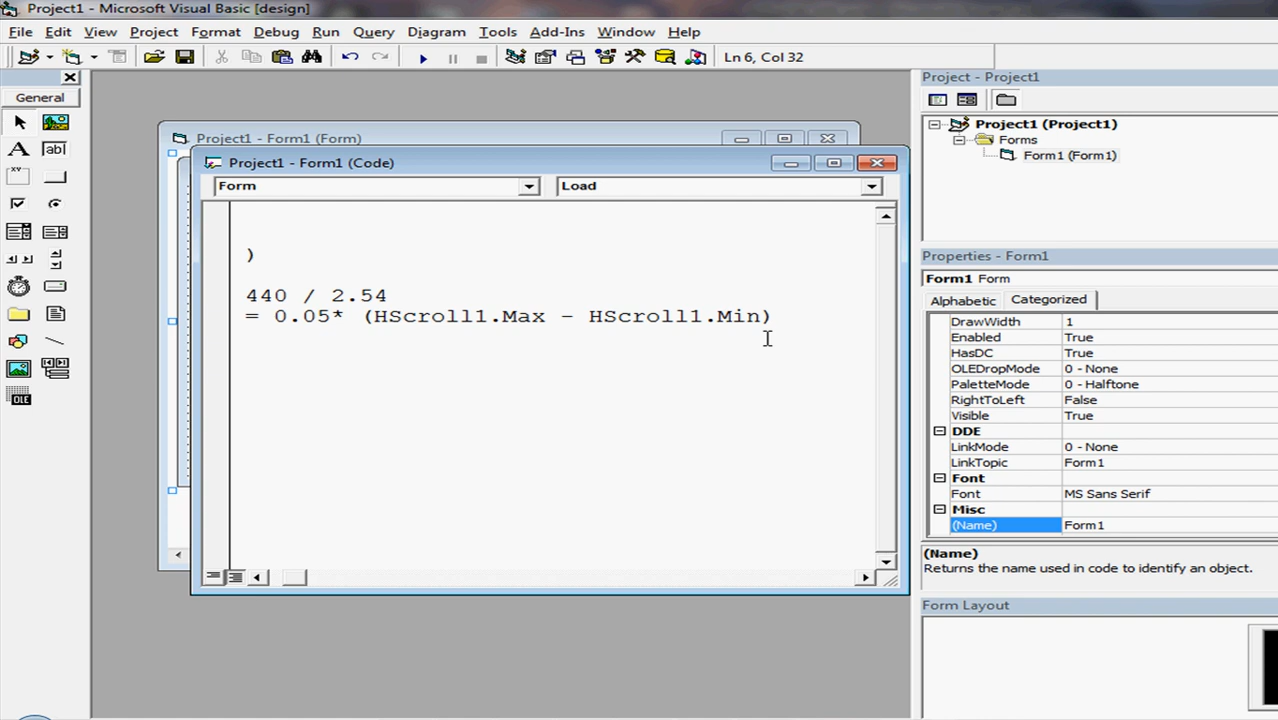 Project1 - Microsoft Visual Basic [design]
File Edit View Project Format Debug Run Query Diagram Tools Add-Ins Window Help
Ln 6, Col 32
General
A
abl
xv
OLE
Project1 - Form1 (Form)
Project1 - Form1 (Code)
Form
Load
)
440 / 2.54
= 0.05* (HScroll1.Max - HScroll1.Min)
Project - Project1
Project1 (Project1)
Forms
Form1 (Form1)
Properties - Form1
Form1 Form
Alphabetic Categorized
DrawWidth 1
Enabled True
HasDC True
OLEDropMode 0 - None
PaletteMode 0 - Halftone
RightToLeft False
Visible True
DDE
LinkMode 0 - None
LinkTopic Form1
Font
Font MS Sans Serif
Misc
(Name) Form1
(Name)
Returns the name used in code to identify an object.
Form Layout